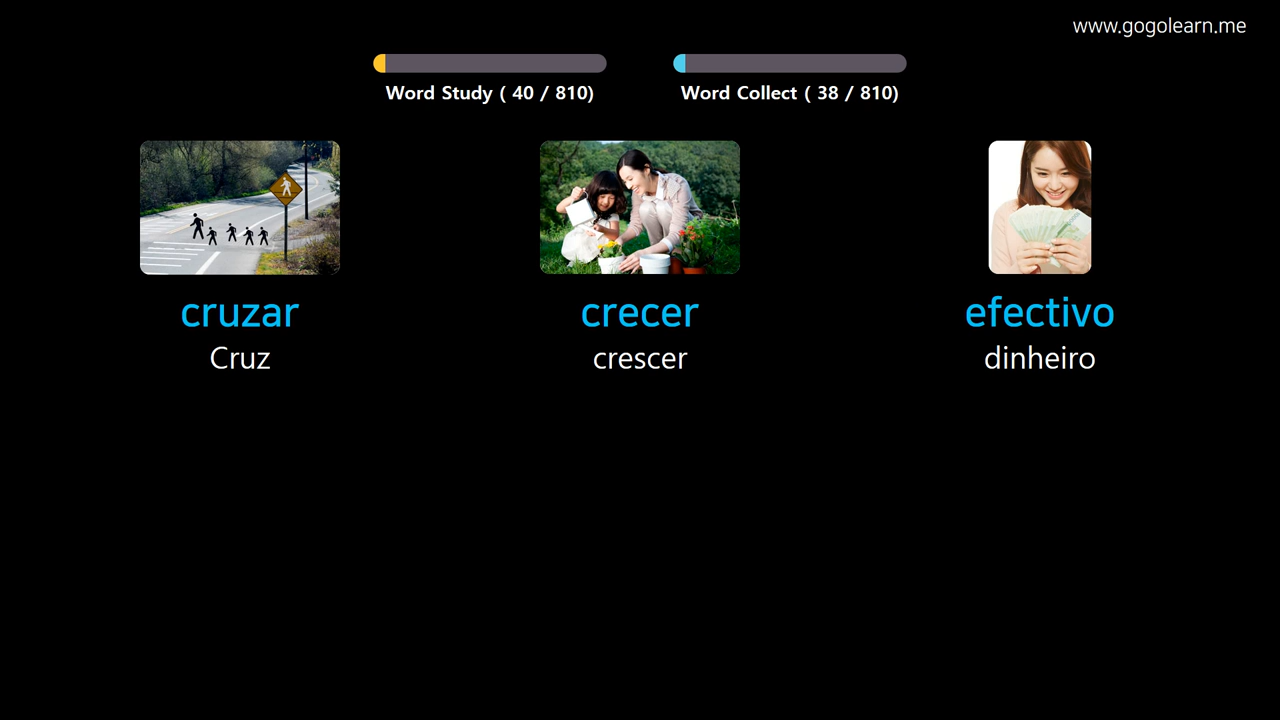 www.gogolearn.me
Word Study ( 40 / 810)
Word Collect ( 38 / 810)
cruzar
Cruz
crecer
crescer
efectivo
dinheiro